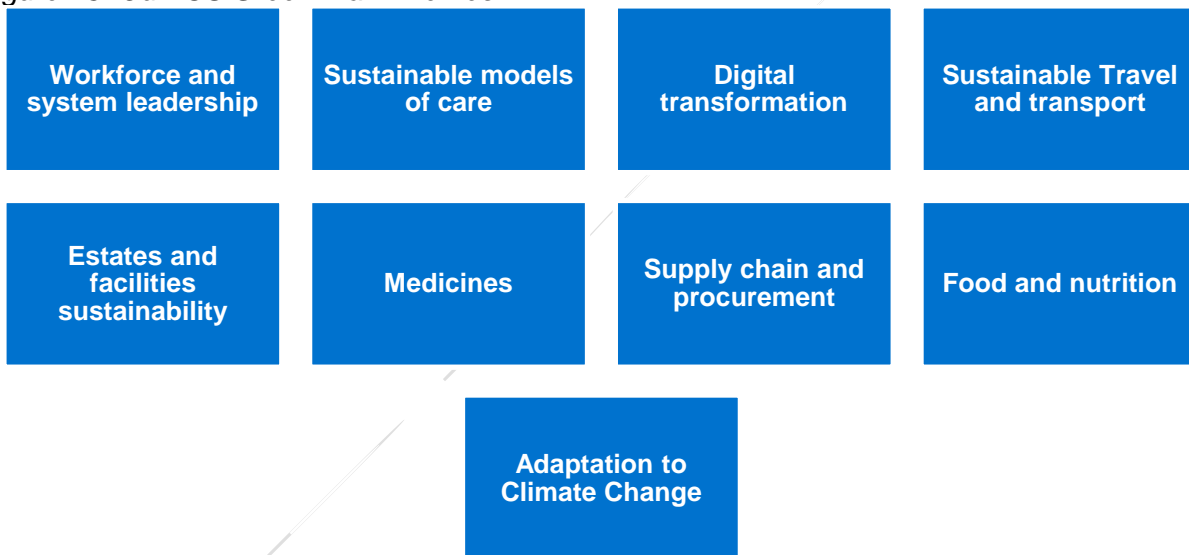 Workforce and
system leadership
Sustainable models
of care
Digital
transformation
Sustainable Travel
and transport
Estates and
facilities
sustainability
Medicines
Supply chain and
procurement
Food and nutrition
Adaptation to
Climate Change